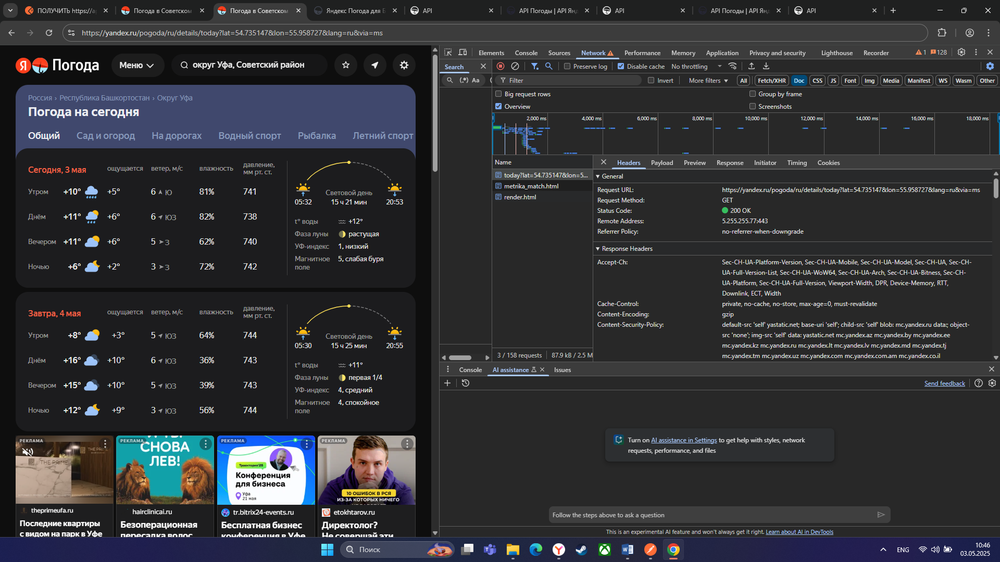 ПОЛУЧИТЬ https://a
Погода в Советском
Погода в Советском
Яндекс Погода для Б
API
API Погоды | API Янд
API
API Погоды | API Янд
API
https://yandex.ru/pogoda/ru/details/today?lat=54.735147&lon=55.958727&lang=ru&via=ms
Я Погода
Меню
округ Уфа, Советский район
Россия › Республика Башкортостан › Округ Уфа
Погода на сегодня
Общий Сад и огород На дорогах Водный спорт Рыбалка Летний спорт
Сегодня, 3 мая ощущается ветер, м/с влажность давление, мм рт. ст.
Утром +10° +5° 6 Ю 81% 741
Днём +11° +6° 6 ЮЗ 82% 738
Вечером +11° +6° 5 З 62% 740
Ночью +6° +2° 3 З 72% 742
05:32
Световой день
15 ч 21 мин
20:53
t° воды +12°
Фаза луны растущая
УФ-индекс 1, низкий
Магнитное поле 5, слабая буря
Завтра, 4 мая ощущается ветер, м/с влажность давление, мм рт. ст.
Утром +8° +3° 5 ЮЗ 64% 744
Днём +16° +10° 6 ЮЗ 36% 743
Вечером +15° +10° 5 ЮЗ 39% 743
Ночью +12° +9° 3 ЮЗ 56% 744
05:30
Световой день
15 ч 25 мин
20:55
t° воды +11°
Фаза луны первая 1/4
УФ-индекс 4, средний
Магнитное поле 4, спокойное
РЕКЛАМА
THE PRIME
theprimeufa.ru
Последние квартиры
с видом на парк в Уфе
РЕКЛАМА
СНОВА
ЛЕВ!
hairclinicai.ru
Безоперационная
пересадка волос
РЕКЛАМА
Траектория'25
Конференция
для бизнеса
Уфа
21 мая
tr.bitrix24-events.ru
Бесплатная бизнес
конференция в Уфе
РЕКЛАМА
10 ОШИБОК В РСЯ
ИЗ-ЗА КОТОРЫХ НИЧЕГО
etokhtarov.ru
Директолог?
Не совершай эти
Elements Console Sources Network Performance Memory Application Privacy and security Lighthouse Recorder 1 128
Search
(.*) Aa
Preserve log Disable cache No throttling
Filter Invert More filters All Fetch/XHR Doc CSS JS Font Img Media Manifest WS Wasm Other
Big request rows Group by frame
Overview Screenshots
2,000 ms 4,000 ms 6,000 ms 8,000 ms 10,000 ms 12,000 ms 14,000 ms 16,000 ms 18,000 ms
Name
today?lat=54.735147&lon=5...
metrika_match.html
render.html
3 / 158 requests 87.9 kB / 2.5 M
Headers Payload Preview Response Initiator Timing Cookies
General
Request URL: https://yandex.ru/pogoda/ru/details/today?lat=54.735147&lon=55.958727&lang=ru&via=ms
Request Method: GET
Status Code: 200 OK
Remote Address: 5.255.255.77:443
Referrer Policy: no-referrer-when-downgrade
Response Headers
Accept-Ch: Sec-CH-UA-Platform-Version, Sec-CH-UA-Mobile, Sec-CH-UA-Model, Sec-CH-UA, Sec-CH-
UA-Full-Version-List, Sec-CH-UA-WoW64, Sec-CH-UA-Arch, Sec-CH-UA-Bitness, Sec-CH-
UA-Platform, Sec-CH-UA-Full-Version, Viewport-Width, DPR, Device-Memory, RTT,
Downlink, ECT, Width
Cache-Control: private, no-cache, no-store, max-age=0, must-revalidate
Content-Encoding: gzip
Content-Security-Policy: default-src 'self' yastatic.net; base-uri 'self'; child-src 'self' blob: mc.yandex.ru data:; object-
src 'none'; img-src 'self' data: yastatic.net mc.yandex.az mc.yandex.by mc.yandex.ee
mc.yandex.kz mc.yandex.ru mc.yandex.lt mc.yandex.lv mc.yandex.md mc.yandex.tj
mc.yandex.tm mc.yandex.uz mc.yandex.com mc.yandex.com.am mc.yandex.co.il
Console AI assistance Issues
Send feedback
Turn on AI assistance in Settings to get help with styles, network
requests, performance, and files
Follow the steps above to ask a question
This is an experimental AI feature and won't always get it right. Learn about AI in DevTools
Поиск
ENG
10:46
03.05.2025